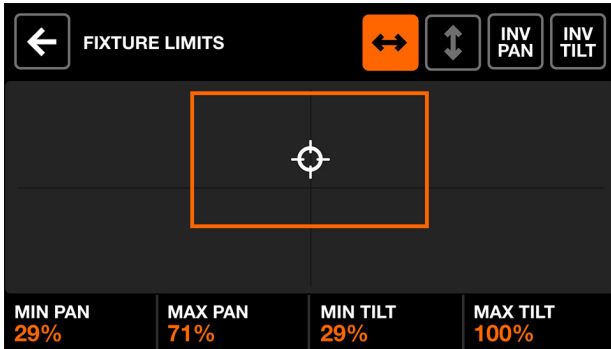 FIXTURE LIMITS
INV
PAN
INV
TILT
MIN PAN
29%
MAX PAN
71%
MIN TILT
29%
MAX TILT
100%